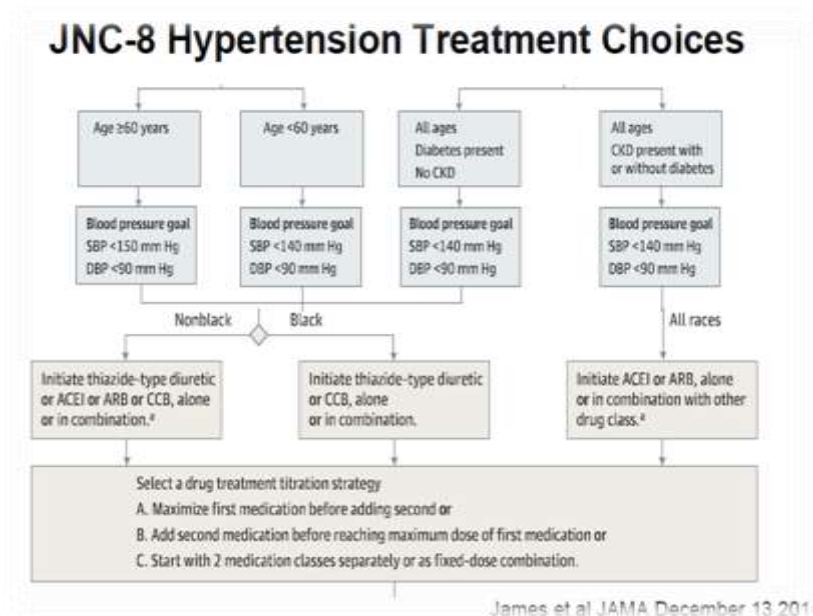 JNC-8 Hypertension Treatment Choices
Age ≥60 years
Age <60 years
All ages
Diabetes present
No CKD
All ages
CKD present with
or without diabetes
Blood pressure goal
SBP <150 mm Hg
DBP <90 mm Hg
Blood pressure goal
SBP <140 mm Hg
DBP <90 mm Hg
Blood pressure goal
SBP <140 mm Hg
DBP <90 mm Hg
Blood pressure goal
SBP <140 mm Hg
DBP <90 mm Hg
Nonblack
Black
All races
Initiate thiazide-type diuretic
or ACEI or ARB or CCB, alone
or in combination.ᵃ
Initiate thiazide-type diuretic
or CCB, alone
or in combination.
Initiate ACEI or ARB, alone
or in combination with other
drug class.ᵃ
Select a drug treatment titration strategy
A. Maximize first medication before adding second or
B. Add second medication before reaching maximum dose of first medication or
C. Start with 2 medication classes separately or as fixed-dose combination.
James et al JAMA December 13 201